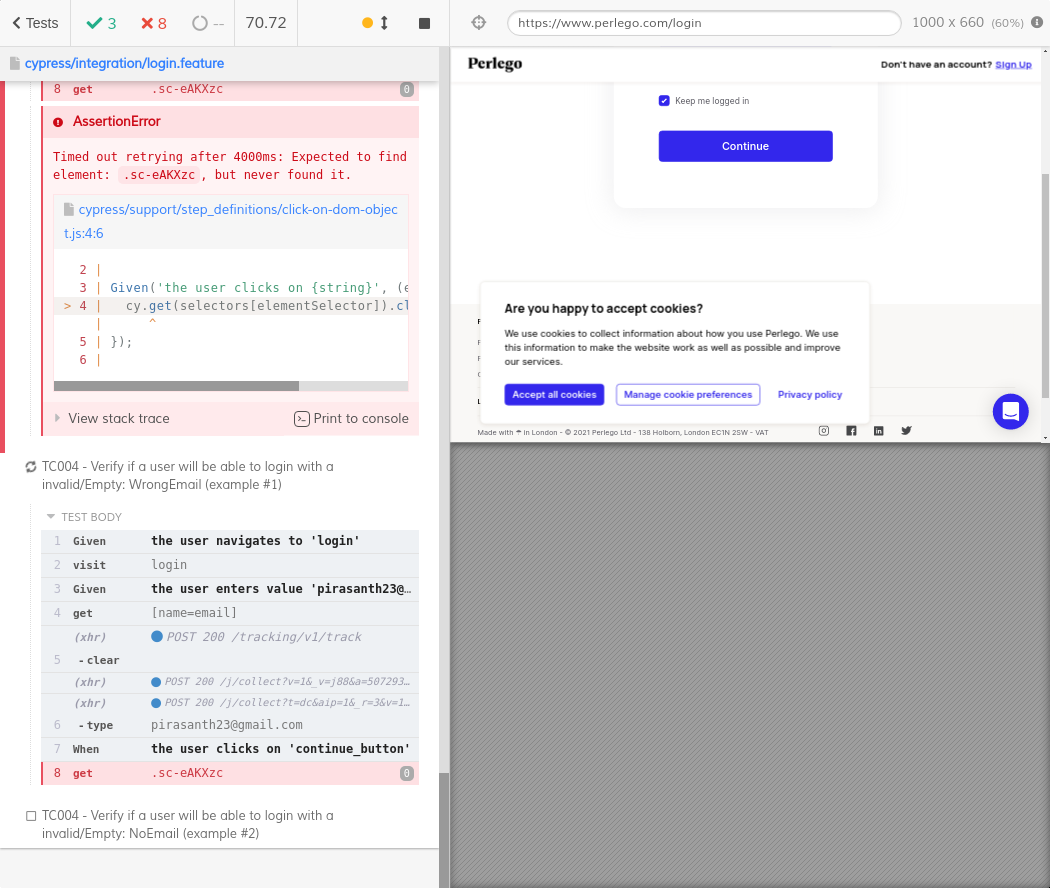 Tests
3
8
--
70.72
https://www.perlego.com/login
1000 x 660 (60%)
cypress/integration/login.feature
8 get .sc-eAKXzc 0
AssertionError
Timed out retrying after 4000ms: Expected to find
element: .sc-eAKXzc, but never found it.
cypress/support/step_definitions/click-on-dom-objec
t.js:4:6
2 |
3 | Given('the user clicks on {string}', (e
> 4 | cy.get(selectors[elementSelector]).cl
| ^
5 | });
6 |
View stack trace
Print to console
TC004 - Verify if a user will be able to login with a
invalid/Empty: WrongEmail (example #1)
TEST BODY
1 Given the user navigates to 'login'
2 visit login
3 Given the user enters value 'pirasanth23@…
4 get [name=email]
(xhr) POST 200 /tracking/v1/track
5 -clear
(xhr) POST 200 /j/collect?v=1&_v=j88&a=507293…
(xhr) POST 200 /j/collect?t=dc&aip=1&_r=3&v=1…
6 -type pirasanth23@gmail.com
7 When the user clicks on 'continue_button'
8 get .sc-eAKXzc 0
TC004 - Verify if a user will be able to login with a
invalid/Empty: NoEmail (example #2)
Perlego
Don't have an account? Sign Up
Keep me logged in
Continue
Are you happy to accept cookies?
We use cookies to collect information about how you use Perlego. We use
this information to make the website work as well as possible and improve
our services.
Accept all cookies
Manage cookie preferences
Privacy policy
Made with ☂ in London - © 2021 Perlego Ltd - 138 Holborn, London EC1N 2SW - VAT